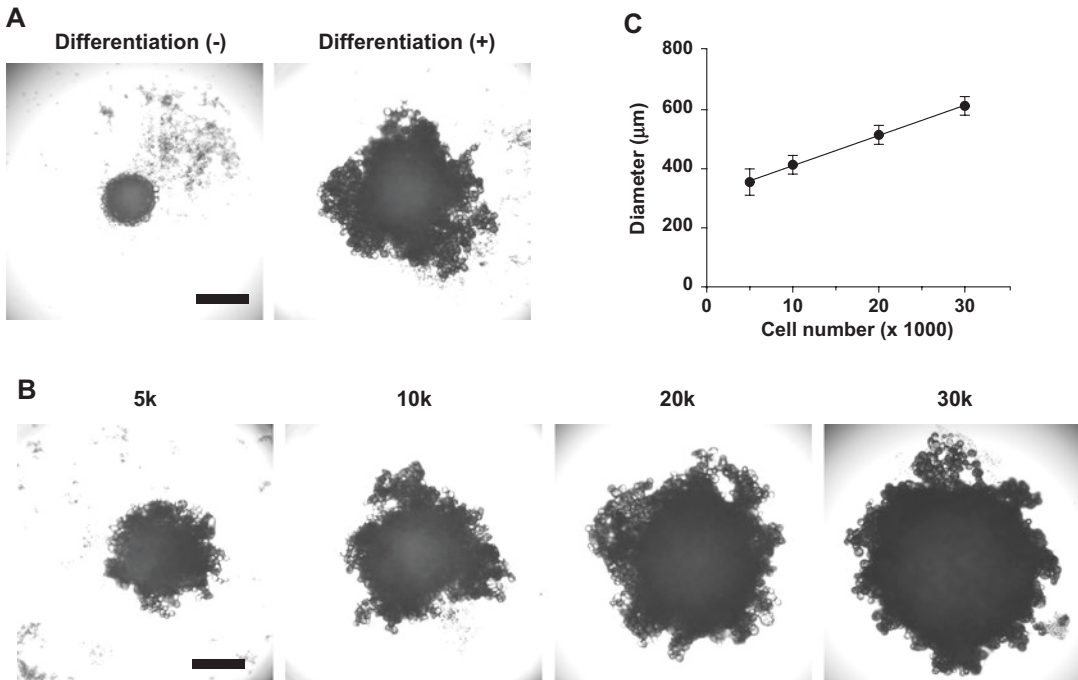 A
Differentiation (-) Differentiation (+)
C
800
600
400
200
0
Diameter (μm)
0 10 20 30
Cell number (x 1000)
B
5k 10k 20k 30k